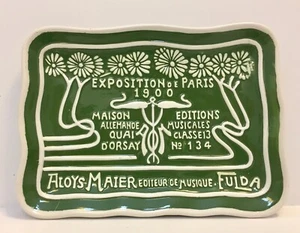 EXPOSITION DE PARIS
1900
MAISON EDITIONS
ALLEMANDE MUSICALES
QUAI CLASSE 13
D'ORSAY No 134
ALOYS-MAIER EDITEUR DE MUSIQUE. FULDA